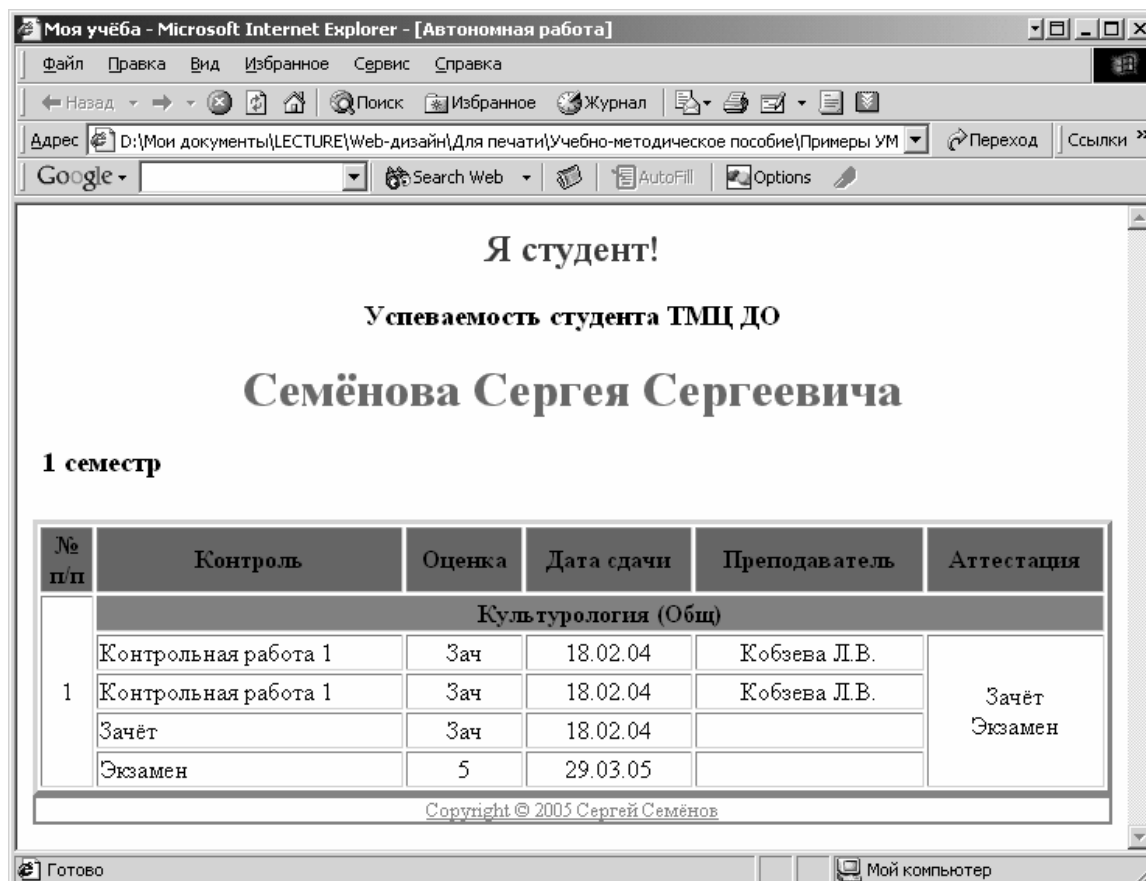 Моя учёба - Microsoft Internet Explorer - [Автономная работа]
Файл Правка Вид Избранное Сервис Справка
Назад Поиск Избранное Журнал
Адрес D:\Мои документы\LECTURE\Web-дизайн\Для печати\Учебно-методическое пособие\Примеры УМ Переход Ссылки »
Google Search Web AutoFill Options
Я студент!
Успеваемость студента ТМЦ ДО
Семёнова Сергея Сергеевича
1 семестр
№ п/п Контроль Оценка Дата сдачи Преподаватель Аттестация
Культурология (Общ)
1
Контрольная работа 1 Зач 18.02.04 Кобзева Л.В.
Контрольная работа 1 Зач 18.02.04 Кобзева Л.В.
Зачёт Зач 18.02.04
Экзамен 5 29.03.05
Зачёт
Экзамен
Copyright © 2005 Сергей Семёнов
Готово Мой компьютер